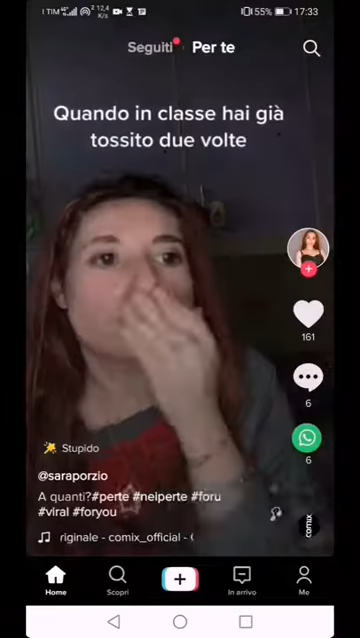 TIM
12,4
K/s
55%
17:33
Seguiti
Per te
Quando in classe hai già
tossito due volte
161
6
6
Stupido
@saraporzio
A quanti?#perte #neiperte #foru
#viral #foryou
riginale - comix_official - C
comix
Home
Scopri
In arrivo
Me